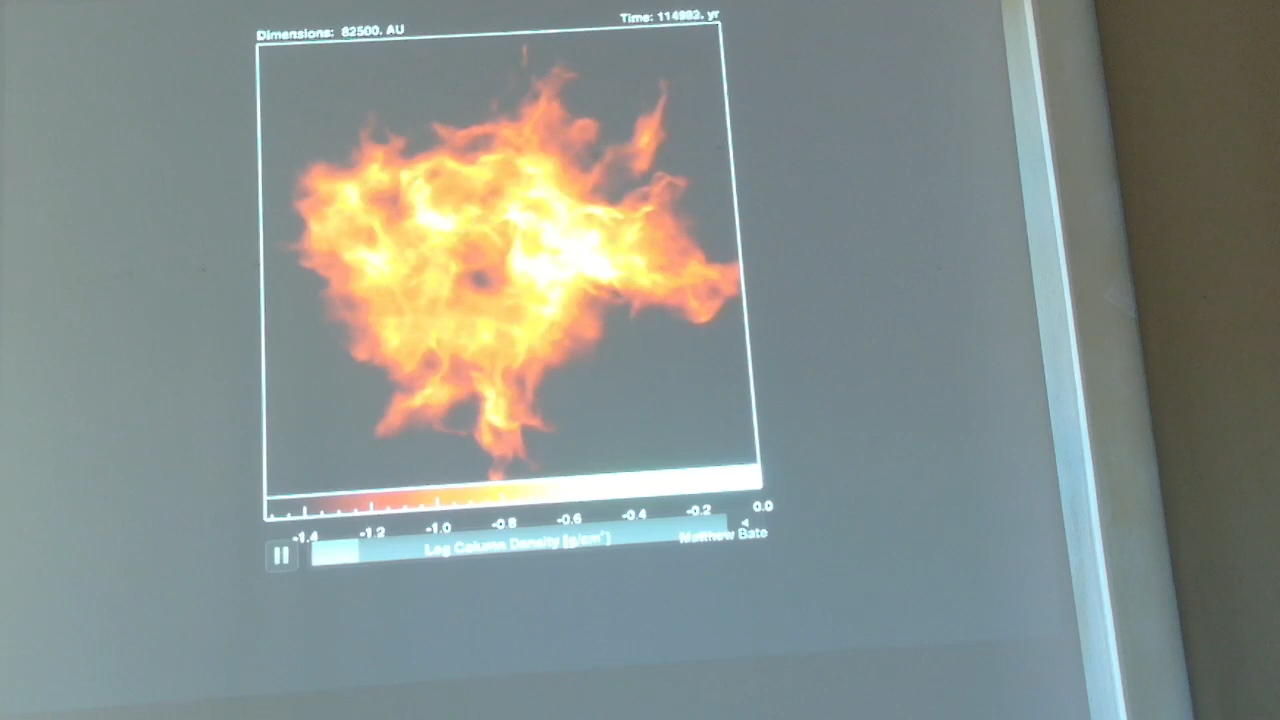 Dimensions: 82500. AU
Time: 114982. yr
-1.4 -1.2 -1.0 -0.8 -0.6 -0.4 -0.2 0.0
Log Column Density [g/cm²]
Matthew Bate